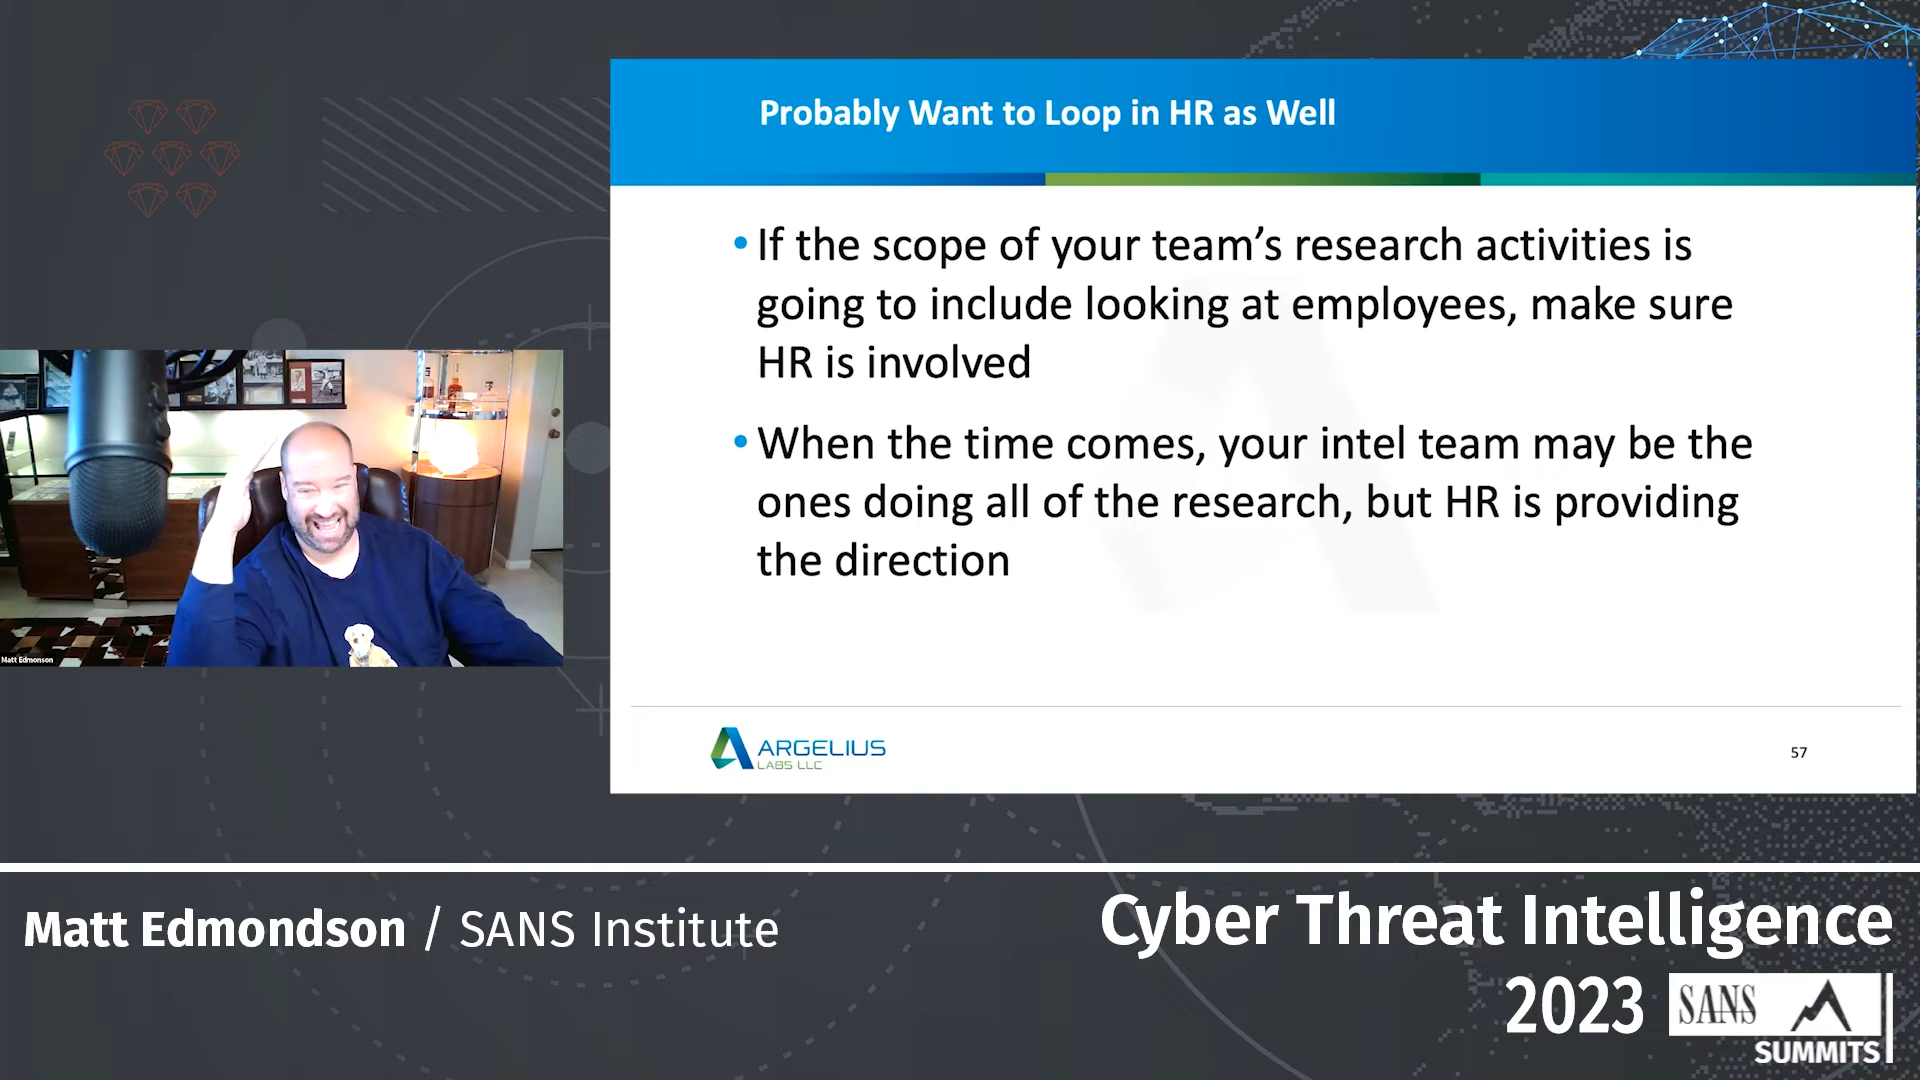 Probably Want to Loop in HR as Well
• If the scope of your team's research activities is
going to include looking at employees, make sure
HR is involved
• When the time comes, your intel team may be the
ones doing all of the research, but HR is providing
the direction
ARGELIUS
LABS LLC
57
Matt Edmonson
Matt Edmondson / SANS Institute
Cyber Threat Intelligence
2023
SANS
SUMMITS